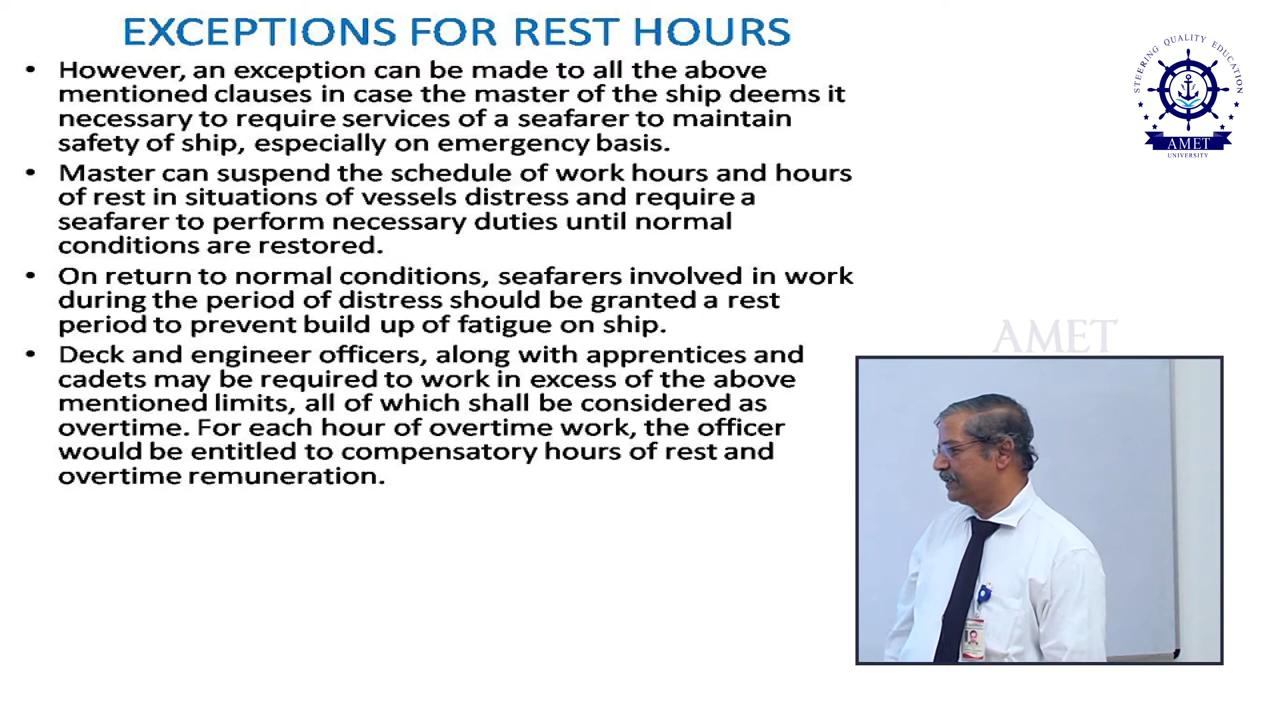 EXCEPTIONS FOR REST HOURS
• However, an exception can be made to all the above
mentioned clauses in case the master of the ship deems it
necessary to require services of a seafarer to maintain
safety of ship, especially on emergency basis.
• Master can suspend the schedule of work hours and hours
of rest in situations of vessels distress and require a
seafarer to perform necessary duties until normal
conditions are restored.
• On return to normal conditions, seafarers involved in work
during the period of distress should be granted a rest
period to prevent build up of fatigue on ship.
• Deck and engineer officers, along with apprentices and
cadets may be required to work in excess of the above
mentioned limits, all of which shall be considered as
overtime. For each hour of overtime work, the officer
would be entitled to compensatory hours of rest and
overtime remuneration.
STEERING QUALITY EDUCATION
AMET
UNIVERSITY
AMET